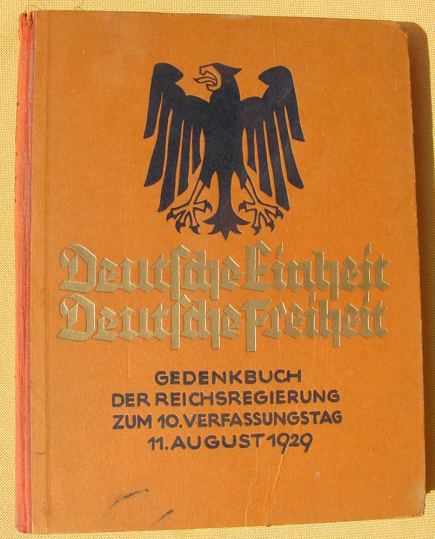 Deutsche Einheit
Deutsche Freiheit
GEDENKBUCH
DER REICHSREGIERUNG
ZUM 10. VERFASSUNGSTAG
11. AUGUST 1929